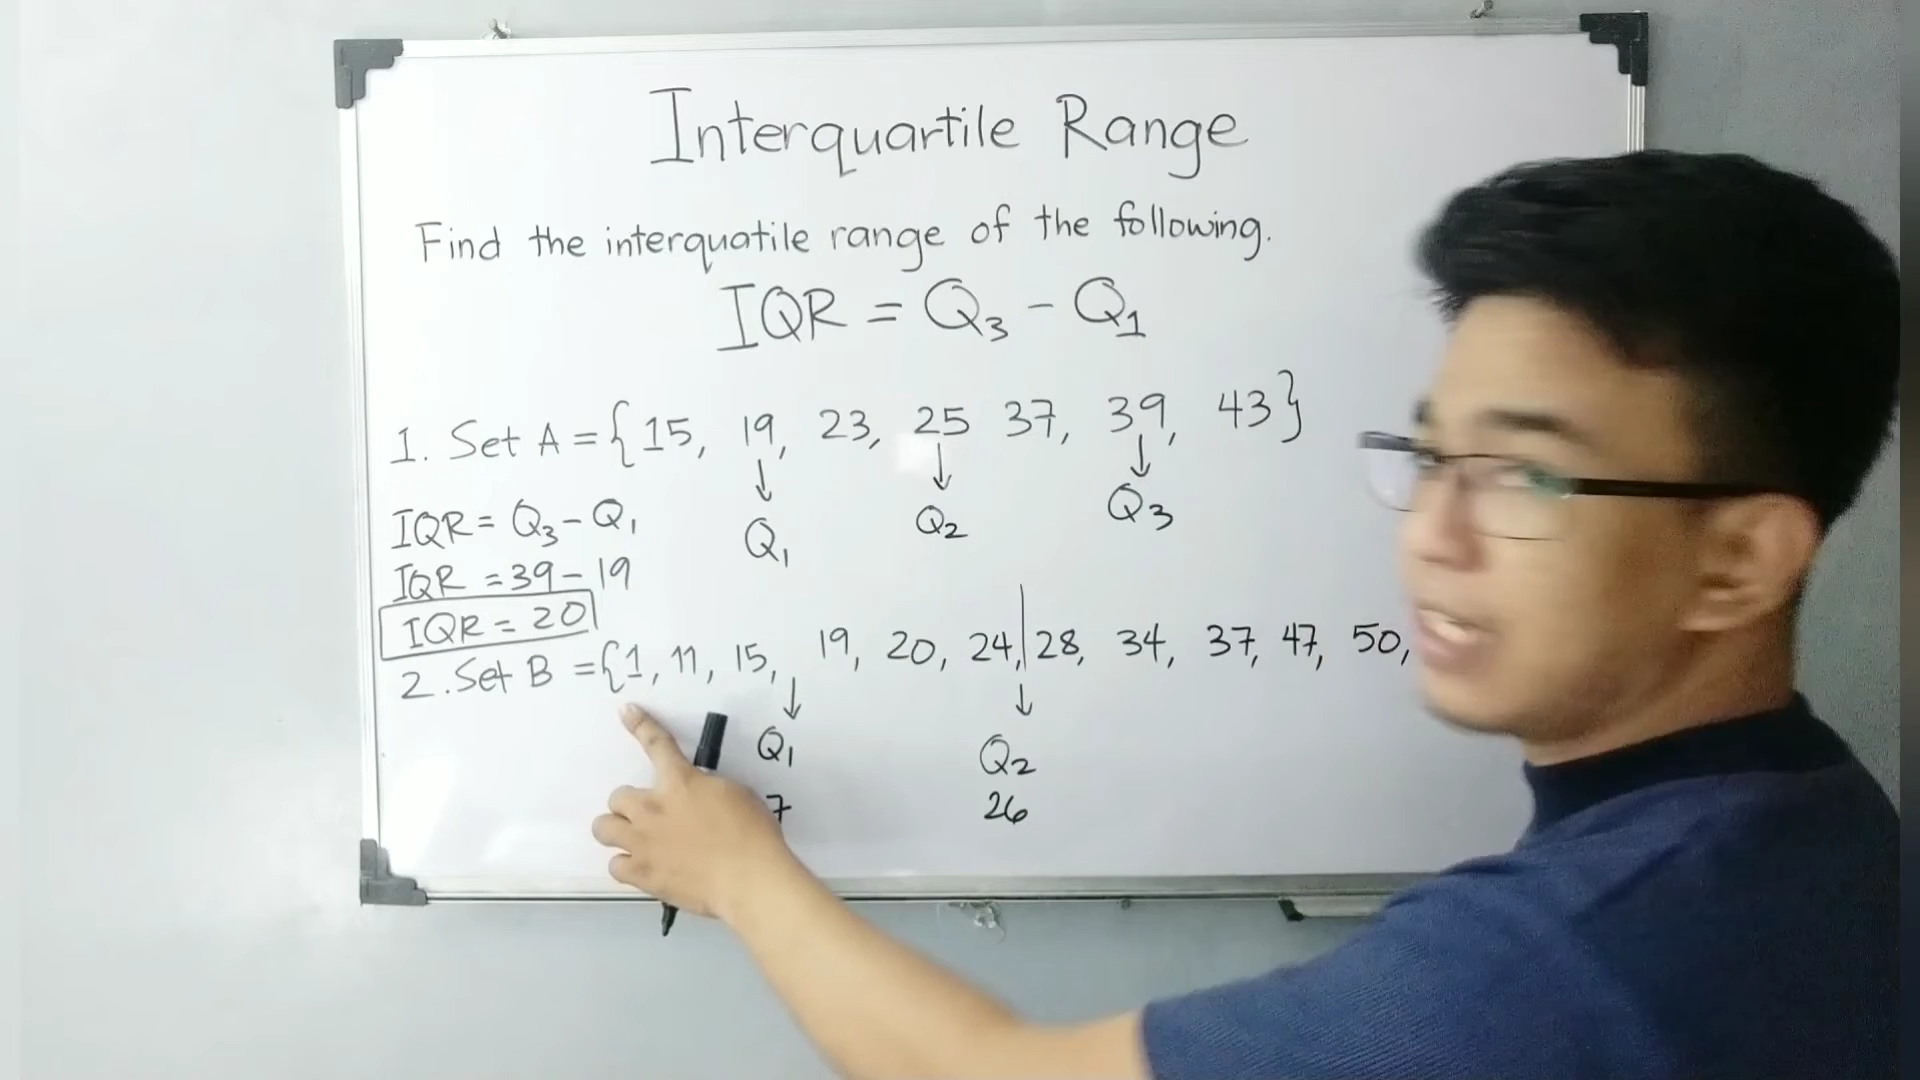 Interquartile Range
Find the interquatile range of the following.
IQR = Q3 - Q1
1. Set A = {15, 19, 23, 25 37, 39, 43}
Q1 Q2 Q3
IQR = Q3 - Q1
IQR = 39 - 19
IQR = 20
2. Set B = {1, 11, 15, 19, 20, 24, 28, 34, 37, 47, 50,
Q1 Q2
7 26